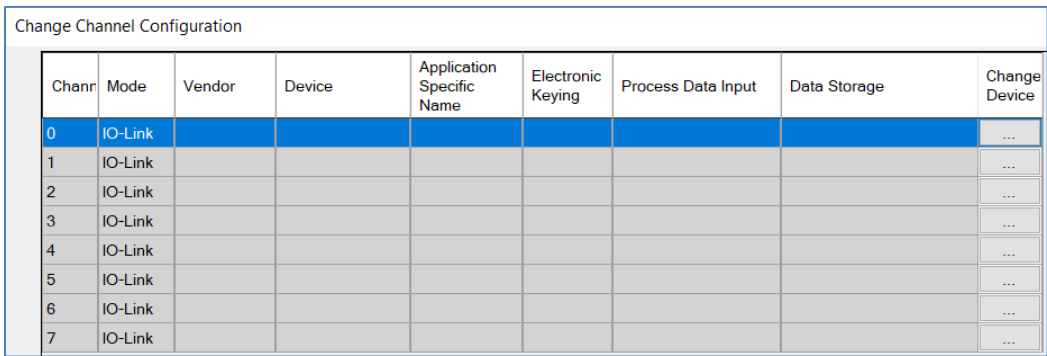 Change Channel Configuration
Chann Mode Vendor Device Application Specific Name Electronic Keying Process Data Input Data Storage Change Device
0 IO-Link ...
1 IO-Link ...
2 IO-Link ...
3 IO-Link ...
4 IO-Link ...
5 IO-Link ...
6 IO-Link ...
7 IO-Link ...